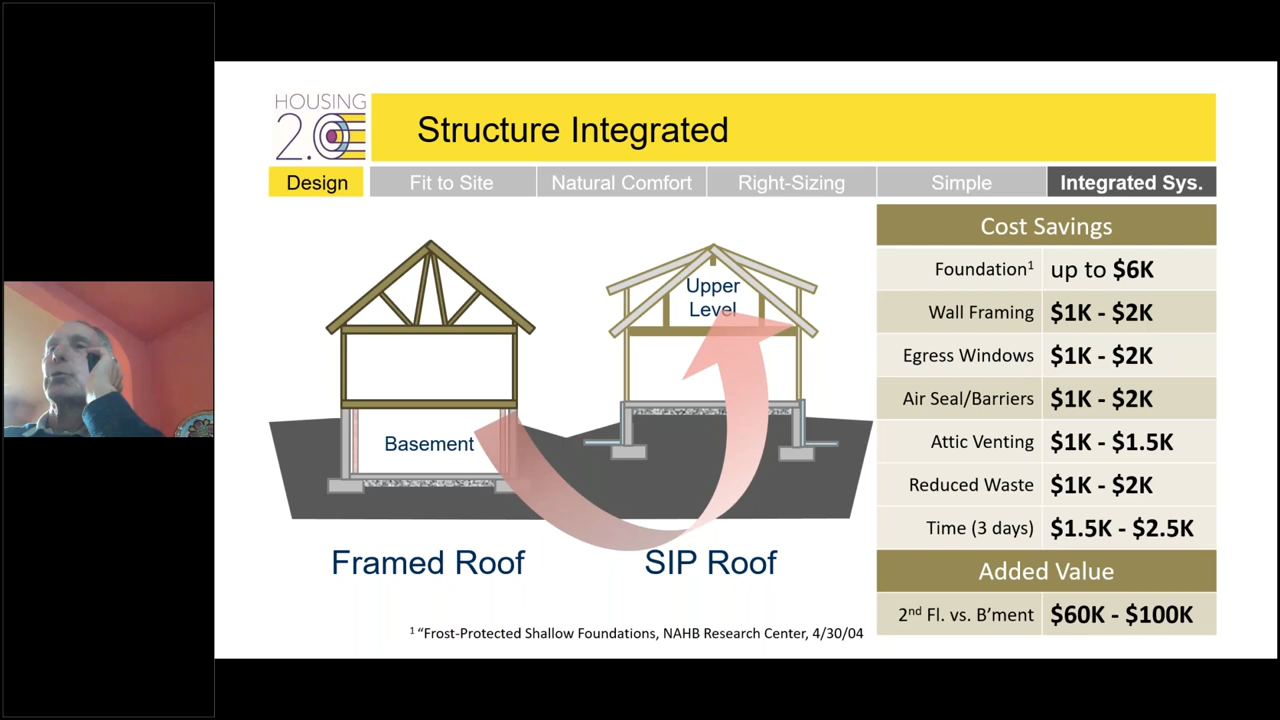 HOUSING
2.0
Structure Integrated
Design
Fit to Site
Natural Comfort
Right-Sizing
Simple
Integrated Sys.
Basement
Framed Roof
Upper
Level
SIP Roof
1 “Frost-Protected Shallow Foundations, NAHB Research Center, 4/30/04
Cost Savings
Foundation1 up to $6K
Wall Framing $1K - $2K
Egress Windows $1K - $2K
Air Seal/Barriers $1K - $2K
Attic Venting $1K - $1.5K
Reduced Waste $1K - $2K
Time (3 days) $1.5K - $2.5K
Added Value
2nd Fl. vs. B’ment $60K - $100K